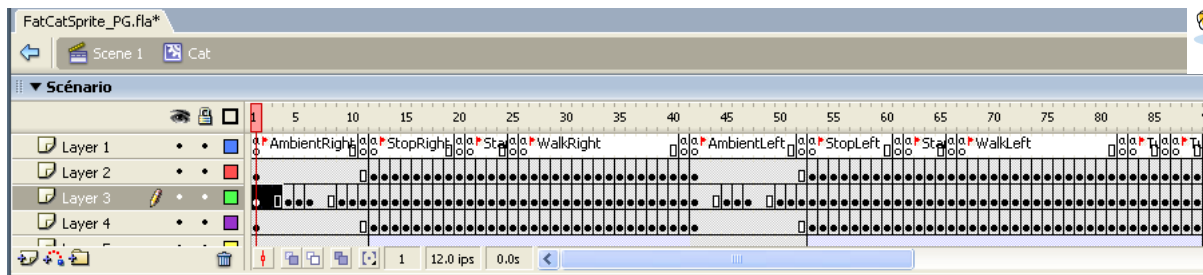 FatCatSprite_PG.fla*
Scene 1 Cat
Scénario
1 5 10 15 20 25 30 35 40 45 50 55 60 65 70 75 80 85
Layer 1 AmbientRight StopRight Sta WalkRight AmbientLeft StopLeft Sta WalkLeft
Layer 2
Layer 3
Layer 4
1 12.0 ips 0.0s